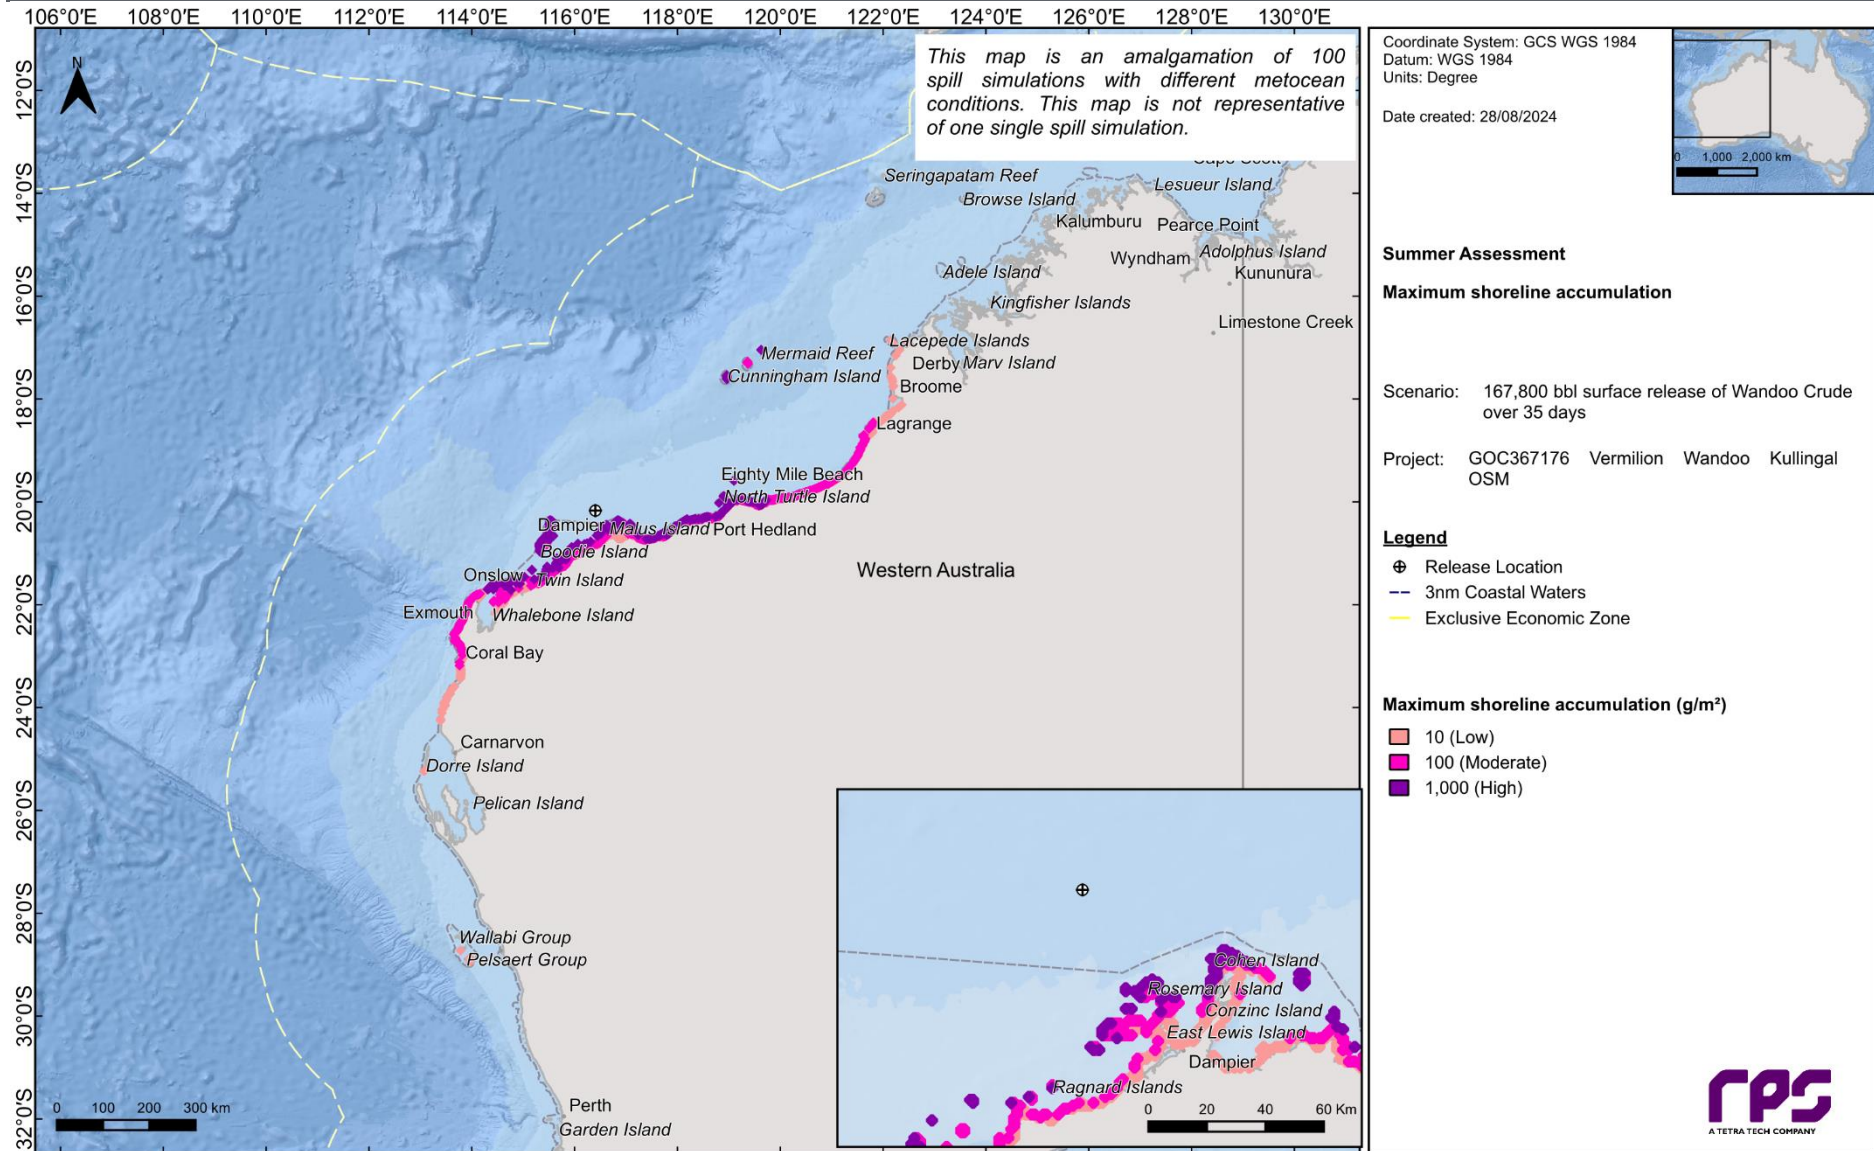 106°0'E 108°0'E 110°0'E 112°0'E 114°0'E 116°0'E 118°0'E 120°0'E 122°0'E 124°0'E 126°0'E 128°0'E 130°0'E
12°0'S
14°0'S
16°0'S
18°0'S
20°0'S
22°0'S
24°0'S
26°0'S
28°0'S
30°0'S
32°0'S
N
This map is an amalgamation of 100
spill simulations with different metocean
conditions. This map is not representative
of one single spill simulation.
Cape Scott
Seringapatam Reef
Lesueur Island
Browse Island
Kalumburu
Pearce Point
Adolphus Island
Wyndham
Kununura
Adele Island
Kingfisher Islands
Limestone Creek
Lacepede Islands
Mermaid Reef
Derby
Marv Island
Cunningham Island
Broome
Lagrange
Eighty Mile Beach
North Turtle Island
Dampier
Malus Island
Port Hedland
Boodie Island
Western Australia
Onslow
Twin Island
Exmouth
Whalebone Island
Coral Bay
Carnarvon
Dorre Island
Pelican Island
Wallabi Group
Pelsaert Group
Perth
Garden Island
0 100 200 300 km
Cohen Island
Rosemary Island
Conzinc Island
East Lewis Island
Dampier
Ragnard Islands
0 20 40 60 Km
Coordinate System: GCS WGS 1984
Datum: WGS 1984
Units: Degree
Date created: 28/08/2024
0 1,000 2,000 km
Summer Assessment
Maximum shoreline accumulation
Scenario: 167,800 bbl surface release of Wandoo Crude
over 35 days
Project: GOC367176 Vermilion Wandoo Kullingal
OSM
Legend
Release Location
3nm Coastal Waters
Exclusive Economic Zone
Maximum shoreline accumulation (g/m²)
10 (Low)
100 (Moderate)
1,000 (High)
rps
A TETRA TECH COMPANY